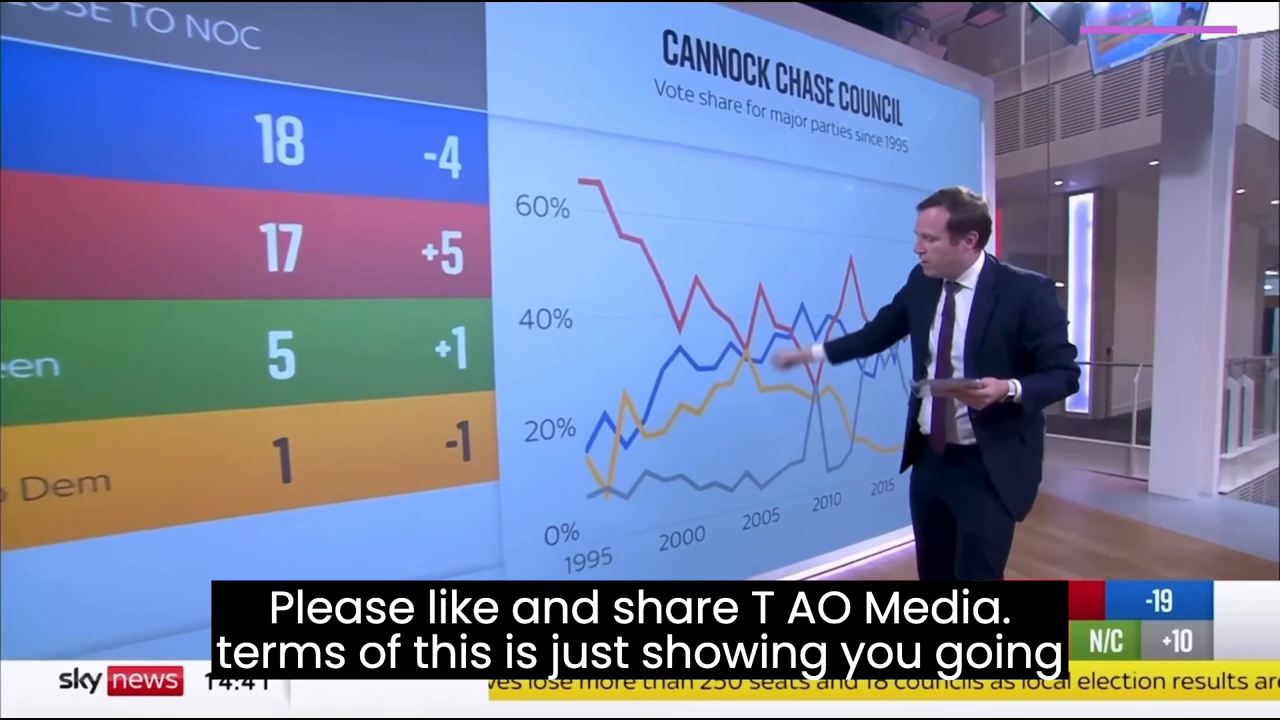 OSE TO NOC
18 -4
17 +5
een 5 +1
Dem 1 -1
CANNOCK CHASE COUNCIL
Vote share for major parties since 1995
60%
40%
20%
0%
1995 2000 2005 2010 2015
TAO
Please like and share T AO Media.
terms of this is just showing you going
-19
N/C +10
sky news 14:41
ves lose more than 250 seats and 18 councils as local election results are